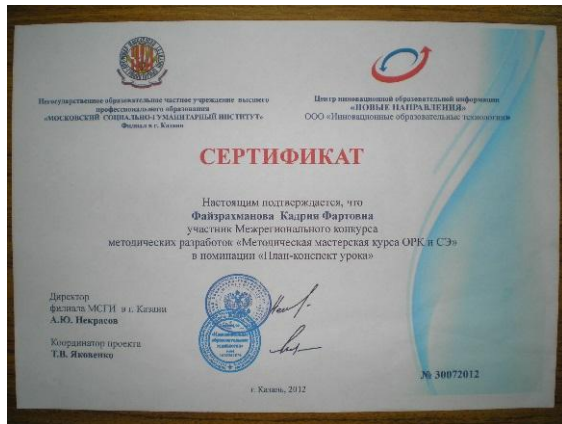 Негосударственное образовательное частное учреждение высшего
профессионального образования
«МОСКОВСКИЙ СОЦИАЛЬНО-ГУМАНИТАРНЫЙ ИНСТИТУТ»
Филиал в г. Казани
Центр инновационной образовательной информации
«НОВЫЕ НАПРАВЛЕНИЯ»
ООО «Инновационные образовательные технологии»
СЕРТИФИКАТ
Настоящим подтверждается, что
Файзрахманова Кадрия Фартовна
участник Межрегионального конкурса
методических разработок «Методическая мастерская курса ОРК и СЭ»
в номинации «План-конспект урока»
Директор
филиала МСГИ в г. Казани
А.Ю. Некрасов
Координатор проекта
Т.В. Яковенко
г. Казань, 2012
№ 30072012